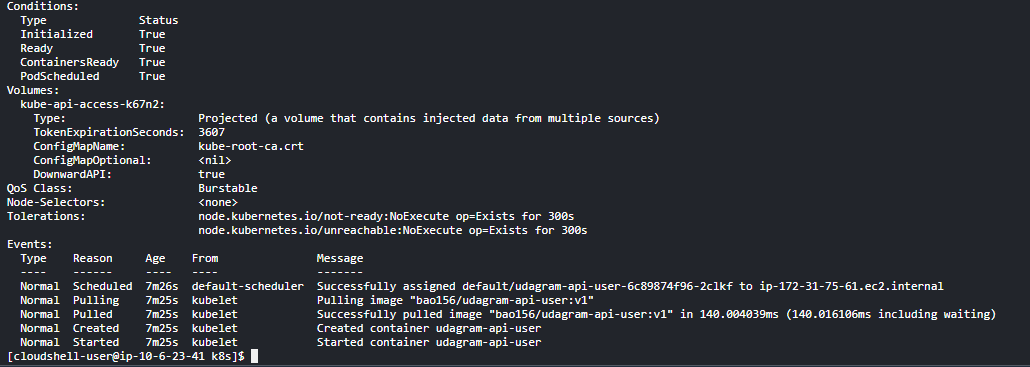 Conditions:
  Type              Status
  Initialized       True
  Ready             True
  ContainersReady   True
  PodScheduled      True
Volumes:
  kube-api-access-k67n2:
    Type:                    Projected (a volume that contains injected data from multiple sources)
    TokenExpirationSeconds:  3607
    ConfigMapName:           kube-root-ca.crt
    ConfigMapOptional:       <nil>
    DownwardAPI:             true
QoS Class:                   Burstable
Node-Selectors:              <none>
Tolerations:                 node.kubernetes.io/not-ready:NoExecute op=Exists for 300s
                             node.kubernetes.io/unreachable:NoExecute op=Exists for 300s
Events:
  Type    Reason     Age    From               Message
  ----    ------     ----   ----               -------
  Normal  Scheduled  7m26s  default-scheduler  Successfully assigned default/udagram-api-user-6c89874f96-2clkf to ip-172-31-75-61.ec2.internal
  Normal  Pulling    7m25s  kubelet            Pulling image "bao156/udagram-api-user:v1"
  Normal  Pulled     7m25s  kubelet            Successfully pulled image "bao156/udagram-api-user:v1" in 140.004039ms (140.016106ms including waiting)
  Normal  Created    7m25s  kubelet            Created container udagram-api-user
  Normal  Started    7m25s  kubelet            Started container udagram-api-user
[cloudshell-user@ip-10-6-23-41 k8s]$